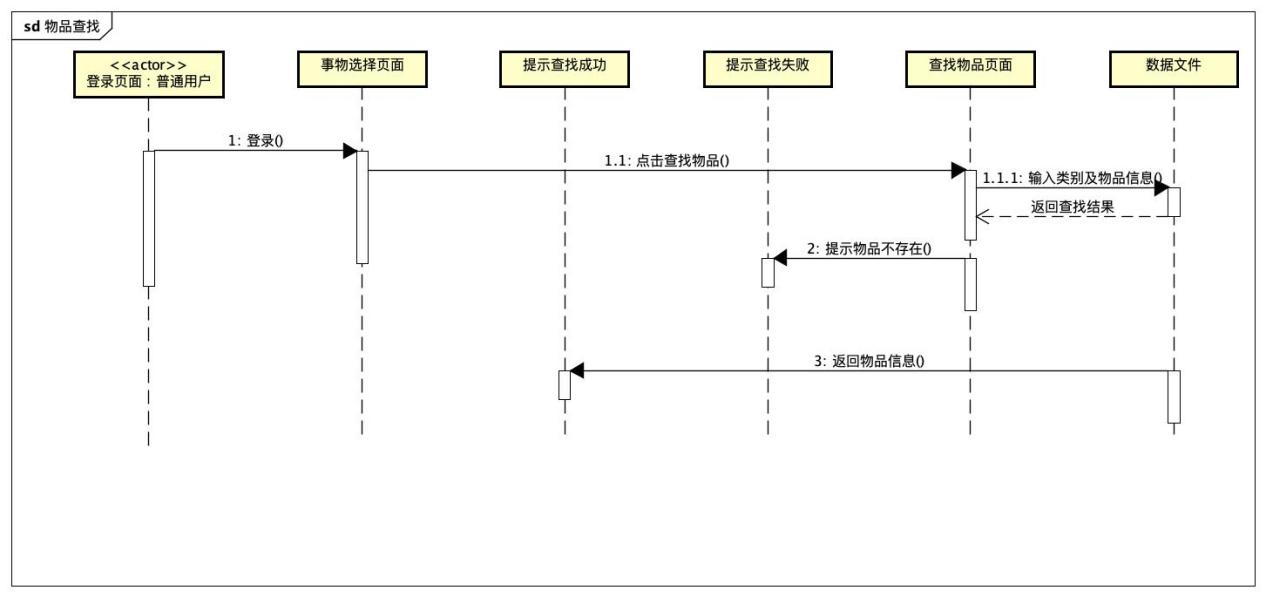 sd 物品查找
<<actor>>
登录页面：普通用户
事物选择页面
提示查找成功
提示查找失败
查找物品页面
数据文件
1: 登录()
1.1: 点击查找物品()
1.1.1: 输入类别及物品信息()
返回查找结果
2: 提示物品不存在()
3: 返回物品信息()